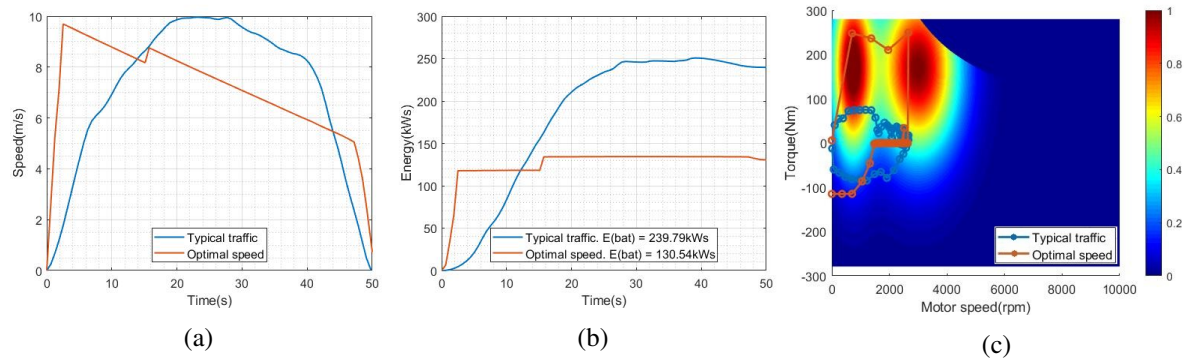 10
8
6
4
2
0
Speed(m/s)
Typical traffic
Optimal speed
0 10 20 30 40 50
Time(s)
(a)
300
250
200
150
100
50
0
Energy(kWs)
Typical traffic. E(bat) = 239.79kWs
Optimal speed. E(bat) = 130.54kWs
0 10 20 30 40 50
Time(s)
(b)
300
200
100
0
-100
-200
-300
Torque(Nm)
Typical traffic
Optimal speed
0 2000 4000 6000 8000 10000
Motor speed(rpm)
1
0.8
0.6
0.4
0.2
0
(c)